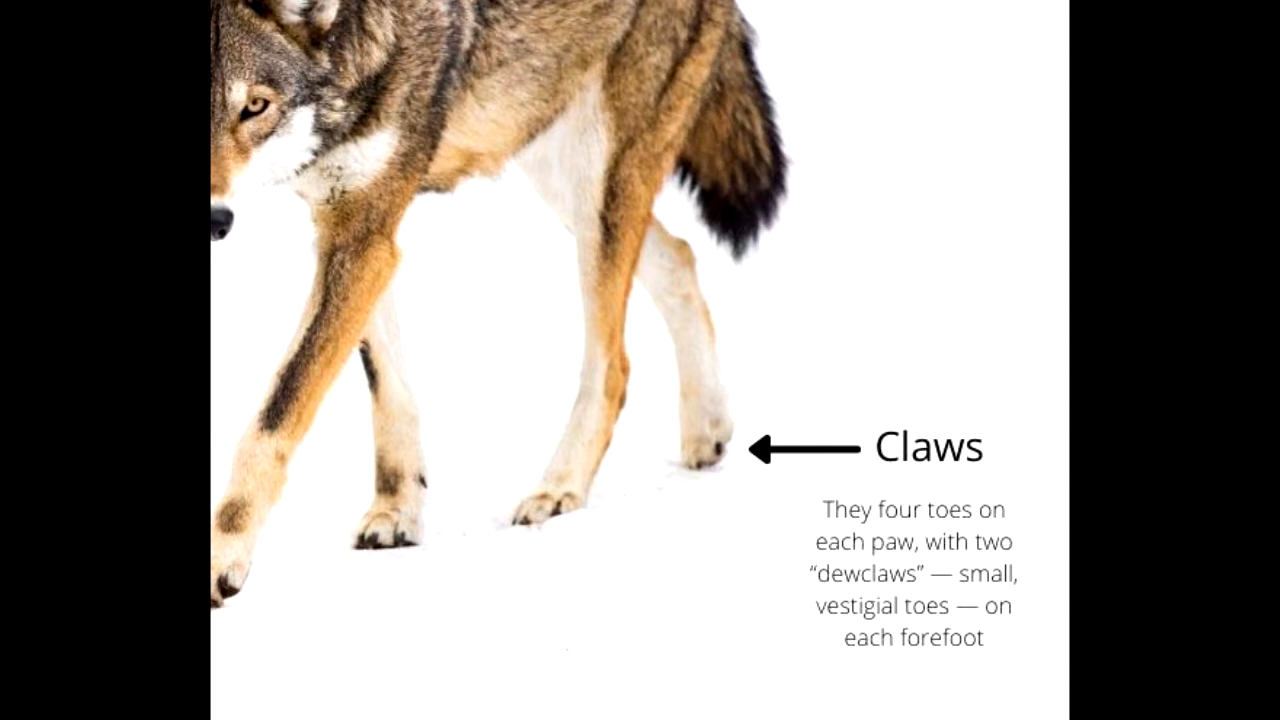 Claws
They four toes on
each paw, with two
“dewclaws” — small,
vestigial toes — on
each forefoot